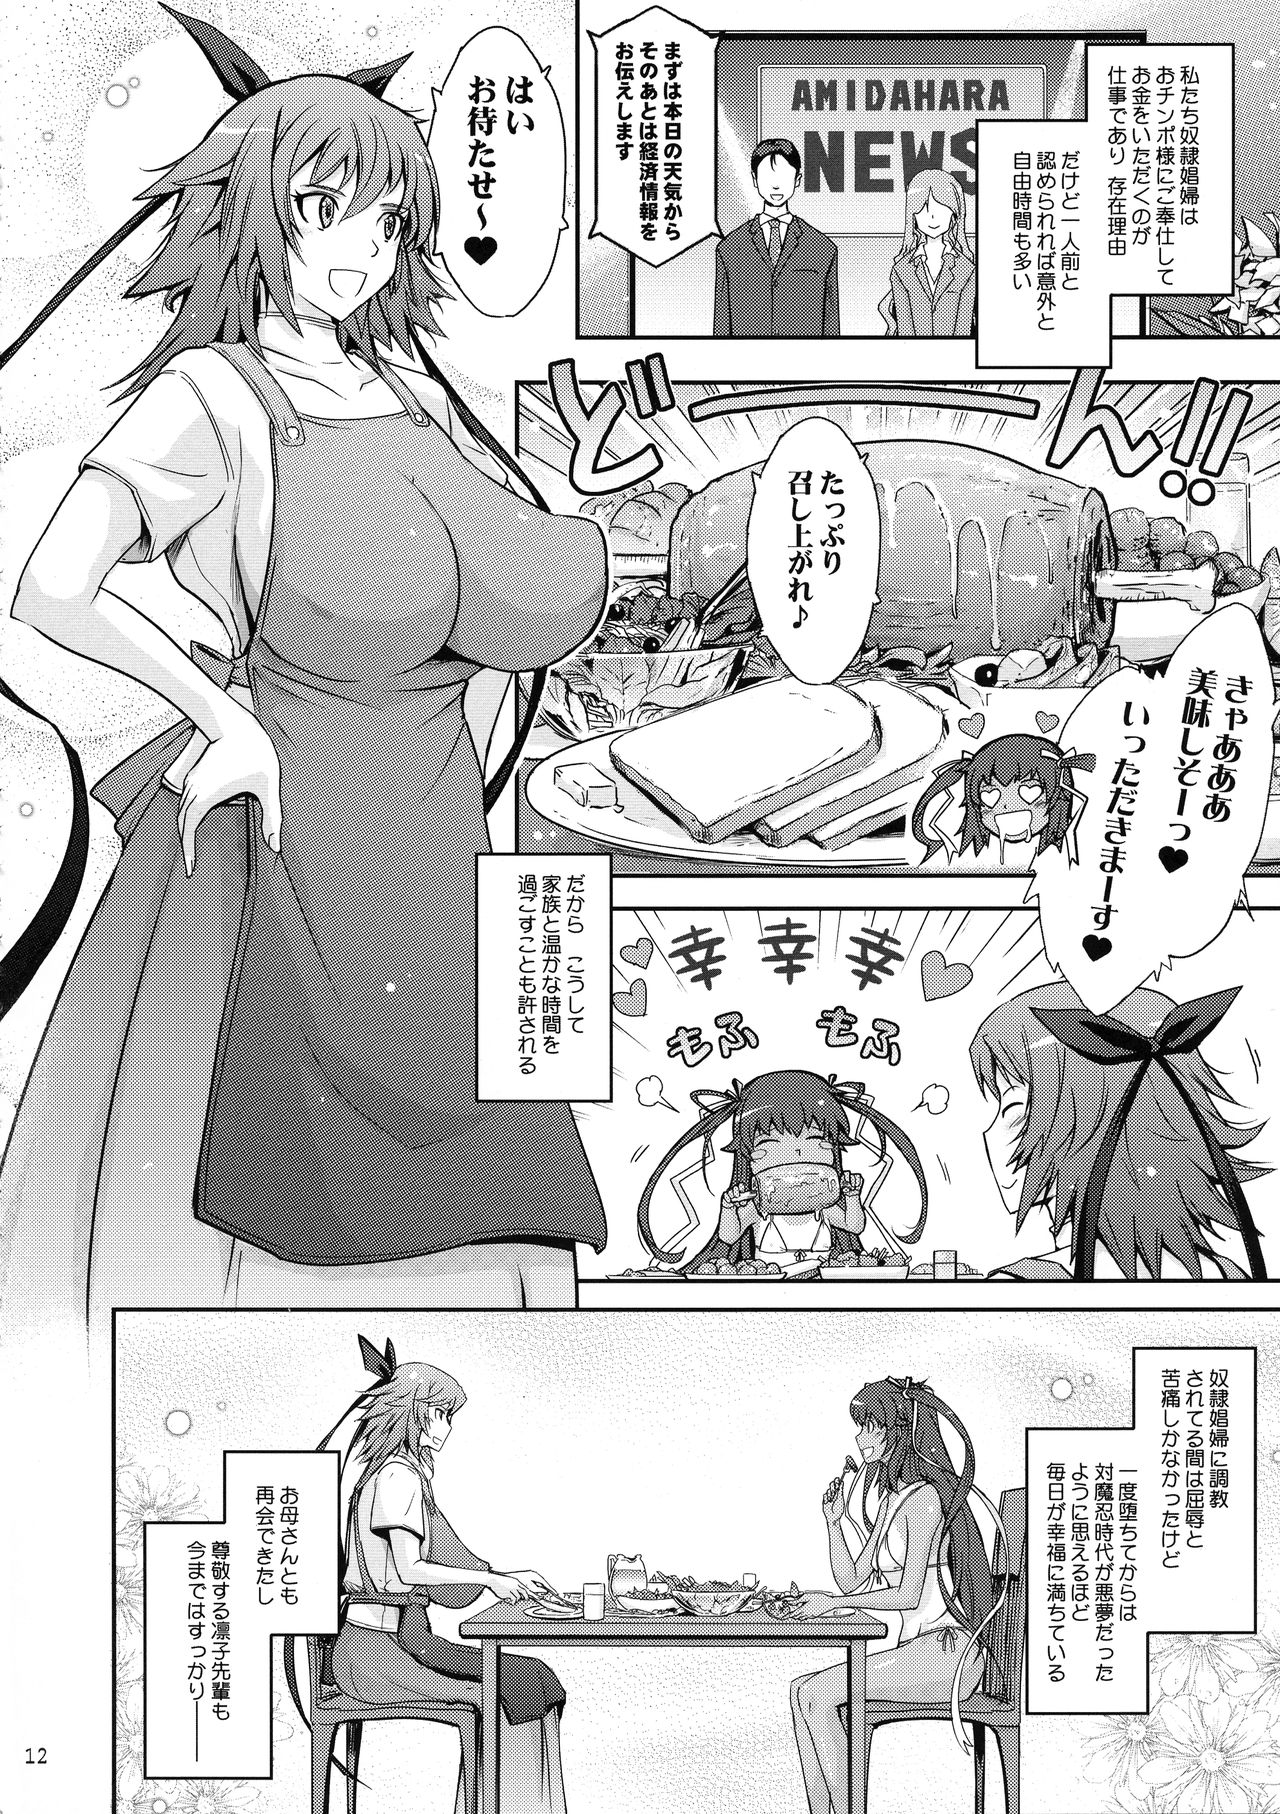 私たち奴隷娼婦は
おチンポ様にご奉仕して
お金をいただくのが
仕事であり 存在理由
だけど一人前と
認められれば意外と
自由時間も多い
AMIDAHARA
NEWS
まずは本日の天気から
そのあとは経済情報を
お伝えします
はい
お待たせ〜♥
どーーん!!
たっぷり
召し上がれ♪
きゃあああ
美味しそーっ♥
いっただきまーす♥
だから こうして
家族と温かな時間を
過ごすことも許される
幸 幸 幸
もふ もふ
奴隷娼婦に調教
されてる間は屈辱と
苦痛しかなかったけど
一度堕ちてからは
対魔忍時代が悪夢だった
ように思えるほど
毎日が幸福に満ちている
お母さんとも
再会できたし
尊敬する凛子先輩も
今まではすっかり――
12